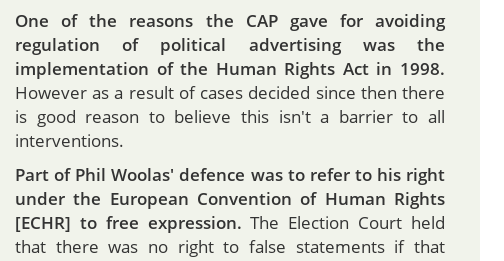 One of the reasons the CAP gave for avoiding
regulation of political advertising was the
implementation of the Human Rights Act in 1998.
However as a result of cases decided since then there
is good reason to believe this isn't a barrier to all
interventions.
Part of Phil Woolas' defence was to refer to his right
under the European Convention of Human Rights
[ECHR] to free expression. The Election Court held
that there was no right to false statements if that